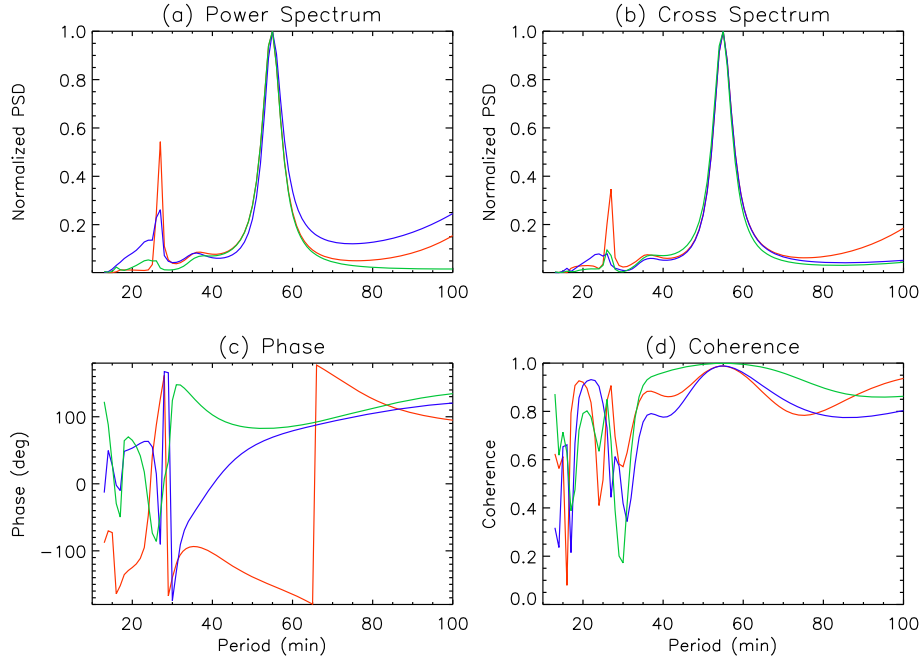 (a) Power Spectrum
Normalized PSD
1.0
0.8
0.6
0.4
0.2
20 40 60 80 100
(b) Cross Spectrum
Normalized PSD
1.0
0.8
0.6
0.4
0.2
20 40 60 80 100
(c) Phase
Phase (deg)
100
0
−100
20 40 60 80 100
Period (min)
(d) Coherence
Coherence
1.0
0.8
0.6
0.4
0.2
0.0
20 40 60 80 100
Period (min)